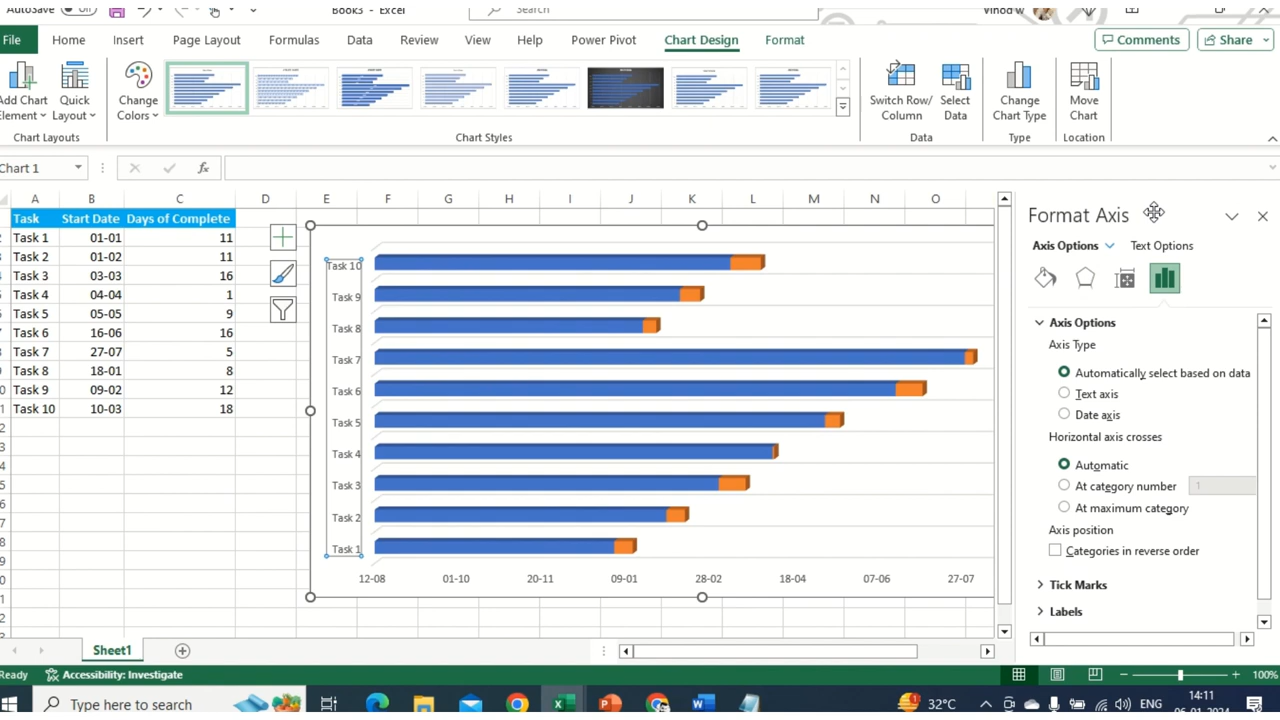 AutoSave Off Book3 - Excel Search Vinod w
File Home Insert Page Layout Formulas Data Review View Help Power Pivot Chart Design Format Comments Share
Add Chart Element Quick Layout Change Colors Switch Row/ Column Select Data Change Chart Type Move Chart
Chart Layouts Chart Styles Data Type Location
Chart 1 fx
A B C D E F G H I J K L M N O
Task Start Date Days of Complete
Task 1 01-01 11
Task 2 01-02 11
Task 3 03-03 16
Task 4 04-04 1
Task 5 05-05 9
Task 6 16-06 16
Task 7 27-07 5
Task 8 18-01 8
Task 9 09-02 12
Task 10 10-03 18
Task 10
Task 9
Task 8
Task 7
Task 6
Task 5
Task 4
Task 3
Task 2
Task 1
12-08 01-10 20-11 09-01 28-02 18-04 07-06 27-07
Format Axis
Axis Options Text Options
Axis Options
Axis Type
Automatically select based on data
Text axis
Date axis
Horizontal axis crosses
Automatic
At category number 1
At maximum category
Axis position
Categories in reverse order
Tick Marks
Labels
Sheet1
Ready Accessibility: Investigate 100%
Type here to search 32°C ENG 14:11
06-01-2024